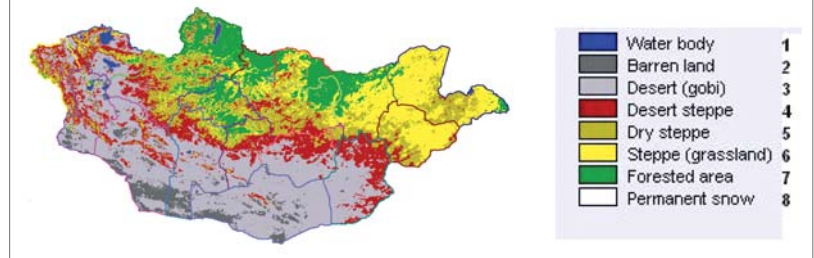 Water body 1
Barren land 2
Desert (gobi) 3
Desert steppe 4
Dry steppe 5
Steppe (grassland) 6
Forested area 7
Permanent snow 8